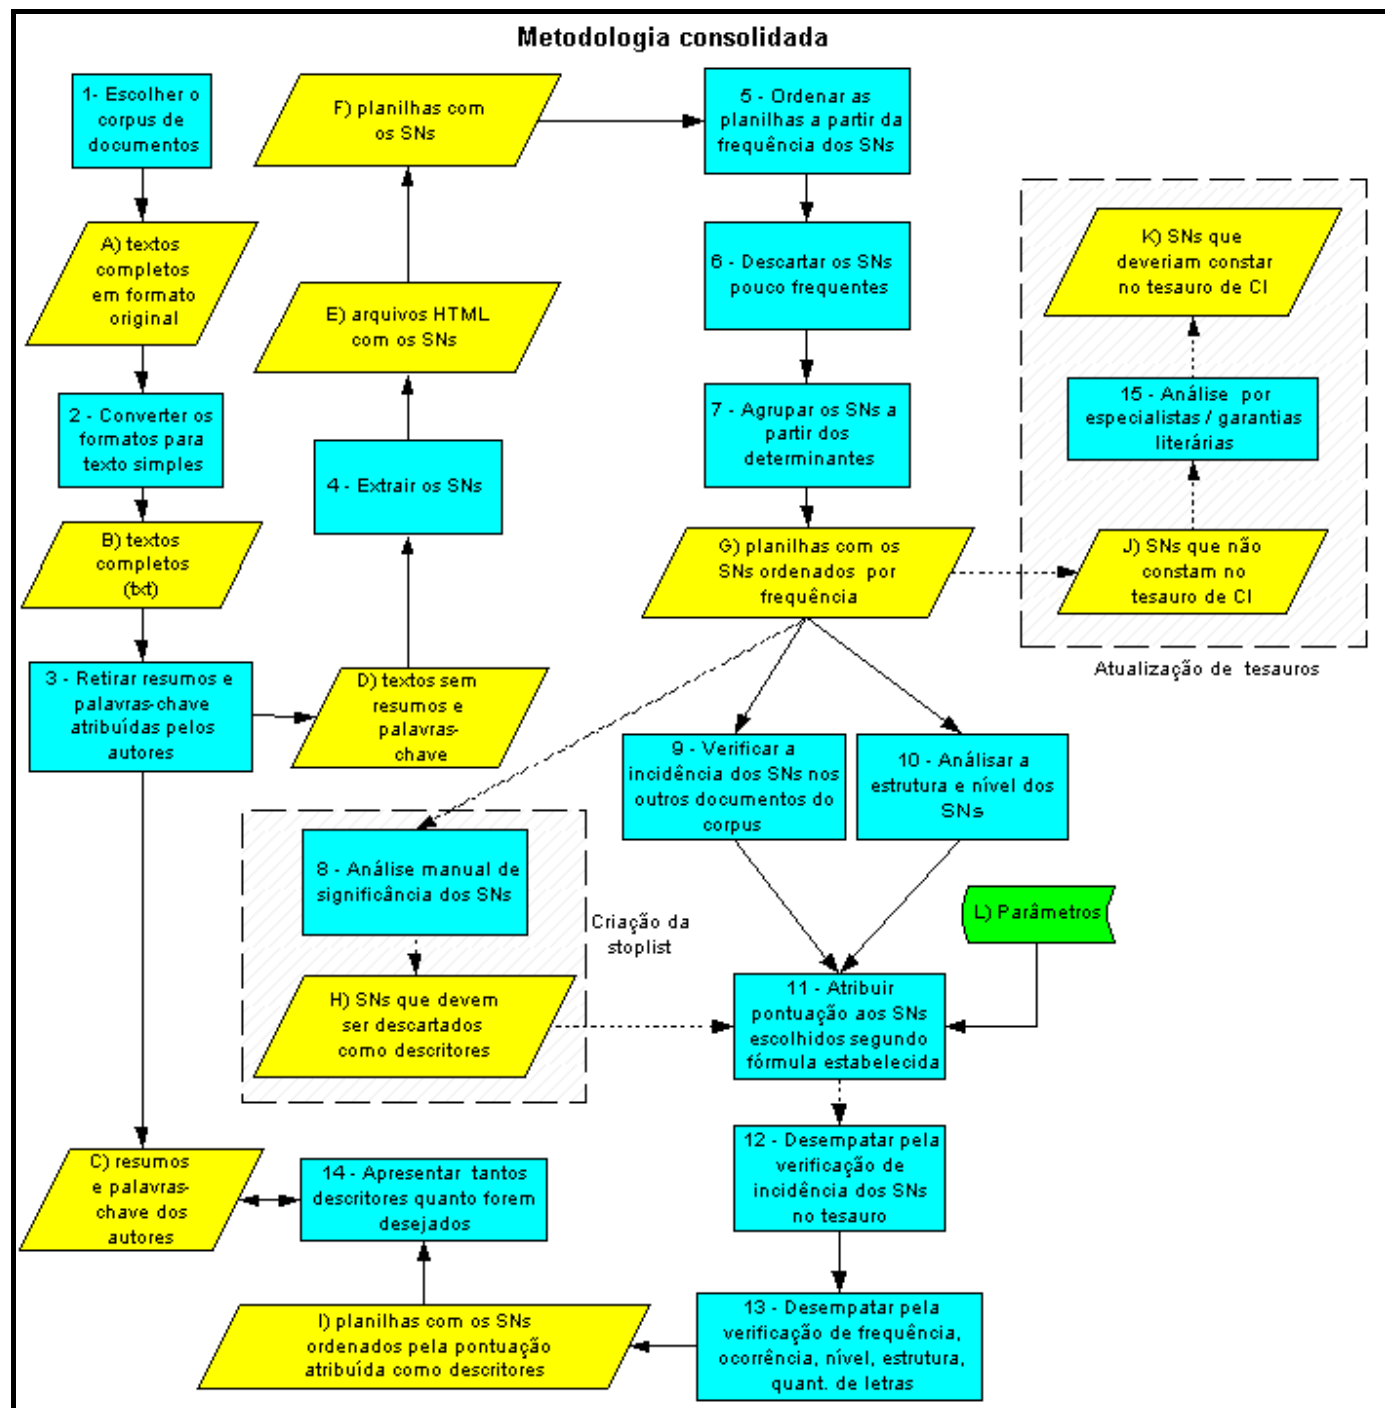 Metodologia consolidada
1- Escolher o
corpus de
documentos
A) textos
completos
em formato
original
2 - Converter os
formatos para
texto simples
B) textos
completos
(txt)
3 - Retirar resumos e
palavras-chave
atribuídas pelos
autores
C) resumos
e palavras-
chave dos
autores
D) textos sem
resumos e
palavras-
chave
4 - Extrair os SNs
E) arquivos HTML
com os SNs
F) planilhas com
os SNs
5 - Ordenar as
planilhas a partir da
frequência dos SNs
6 - Descartar os SNs
pouco frequentes
7 - Agrupar os SNs a
partir dos
determinantes
G) planilhas com os
SNs ordenados por
frequência
K) SNs que
deveriam constar
no tesauro de CI
15 - Análise por
especialistas / garantias
literárias
J) SNs que não
constam no
tesauro de CI
Atualização de tesauros
8 - Análise manual de
significância dos SNs
H) SNs que devem
ser descartados
como descritores
Criação da
stoplist
9 - Verificar a
incidência dos SNs nos
outros documentos do
corpus
10 - Análisar a
estrutura e nível dos
SNs
L) Parâmetros
11 - Atribuir
pontuação aos SNs
escolhidos segundo
fórmula estabelecida
12 - Desempatar pela
verificação de
incidência dos SNs
no tesauro
13 - Desempatar pela
verificação de frequência,
ocorrência, nível, estrutura,
quant. de letras
I) planilhas com os SNs
ordenados pela pontuação
atribuída como descritores
14 - Apresentar tantos
descritores quanto forem
desejados